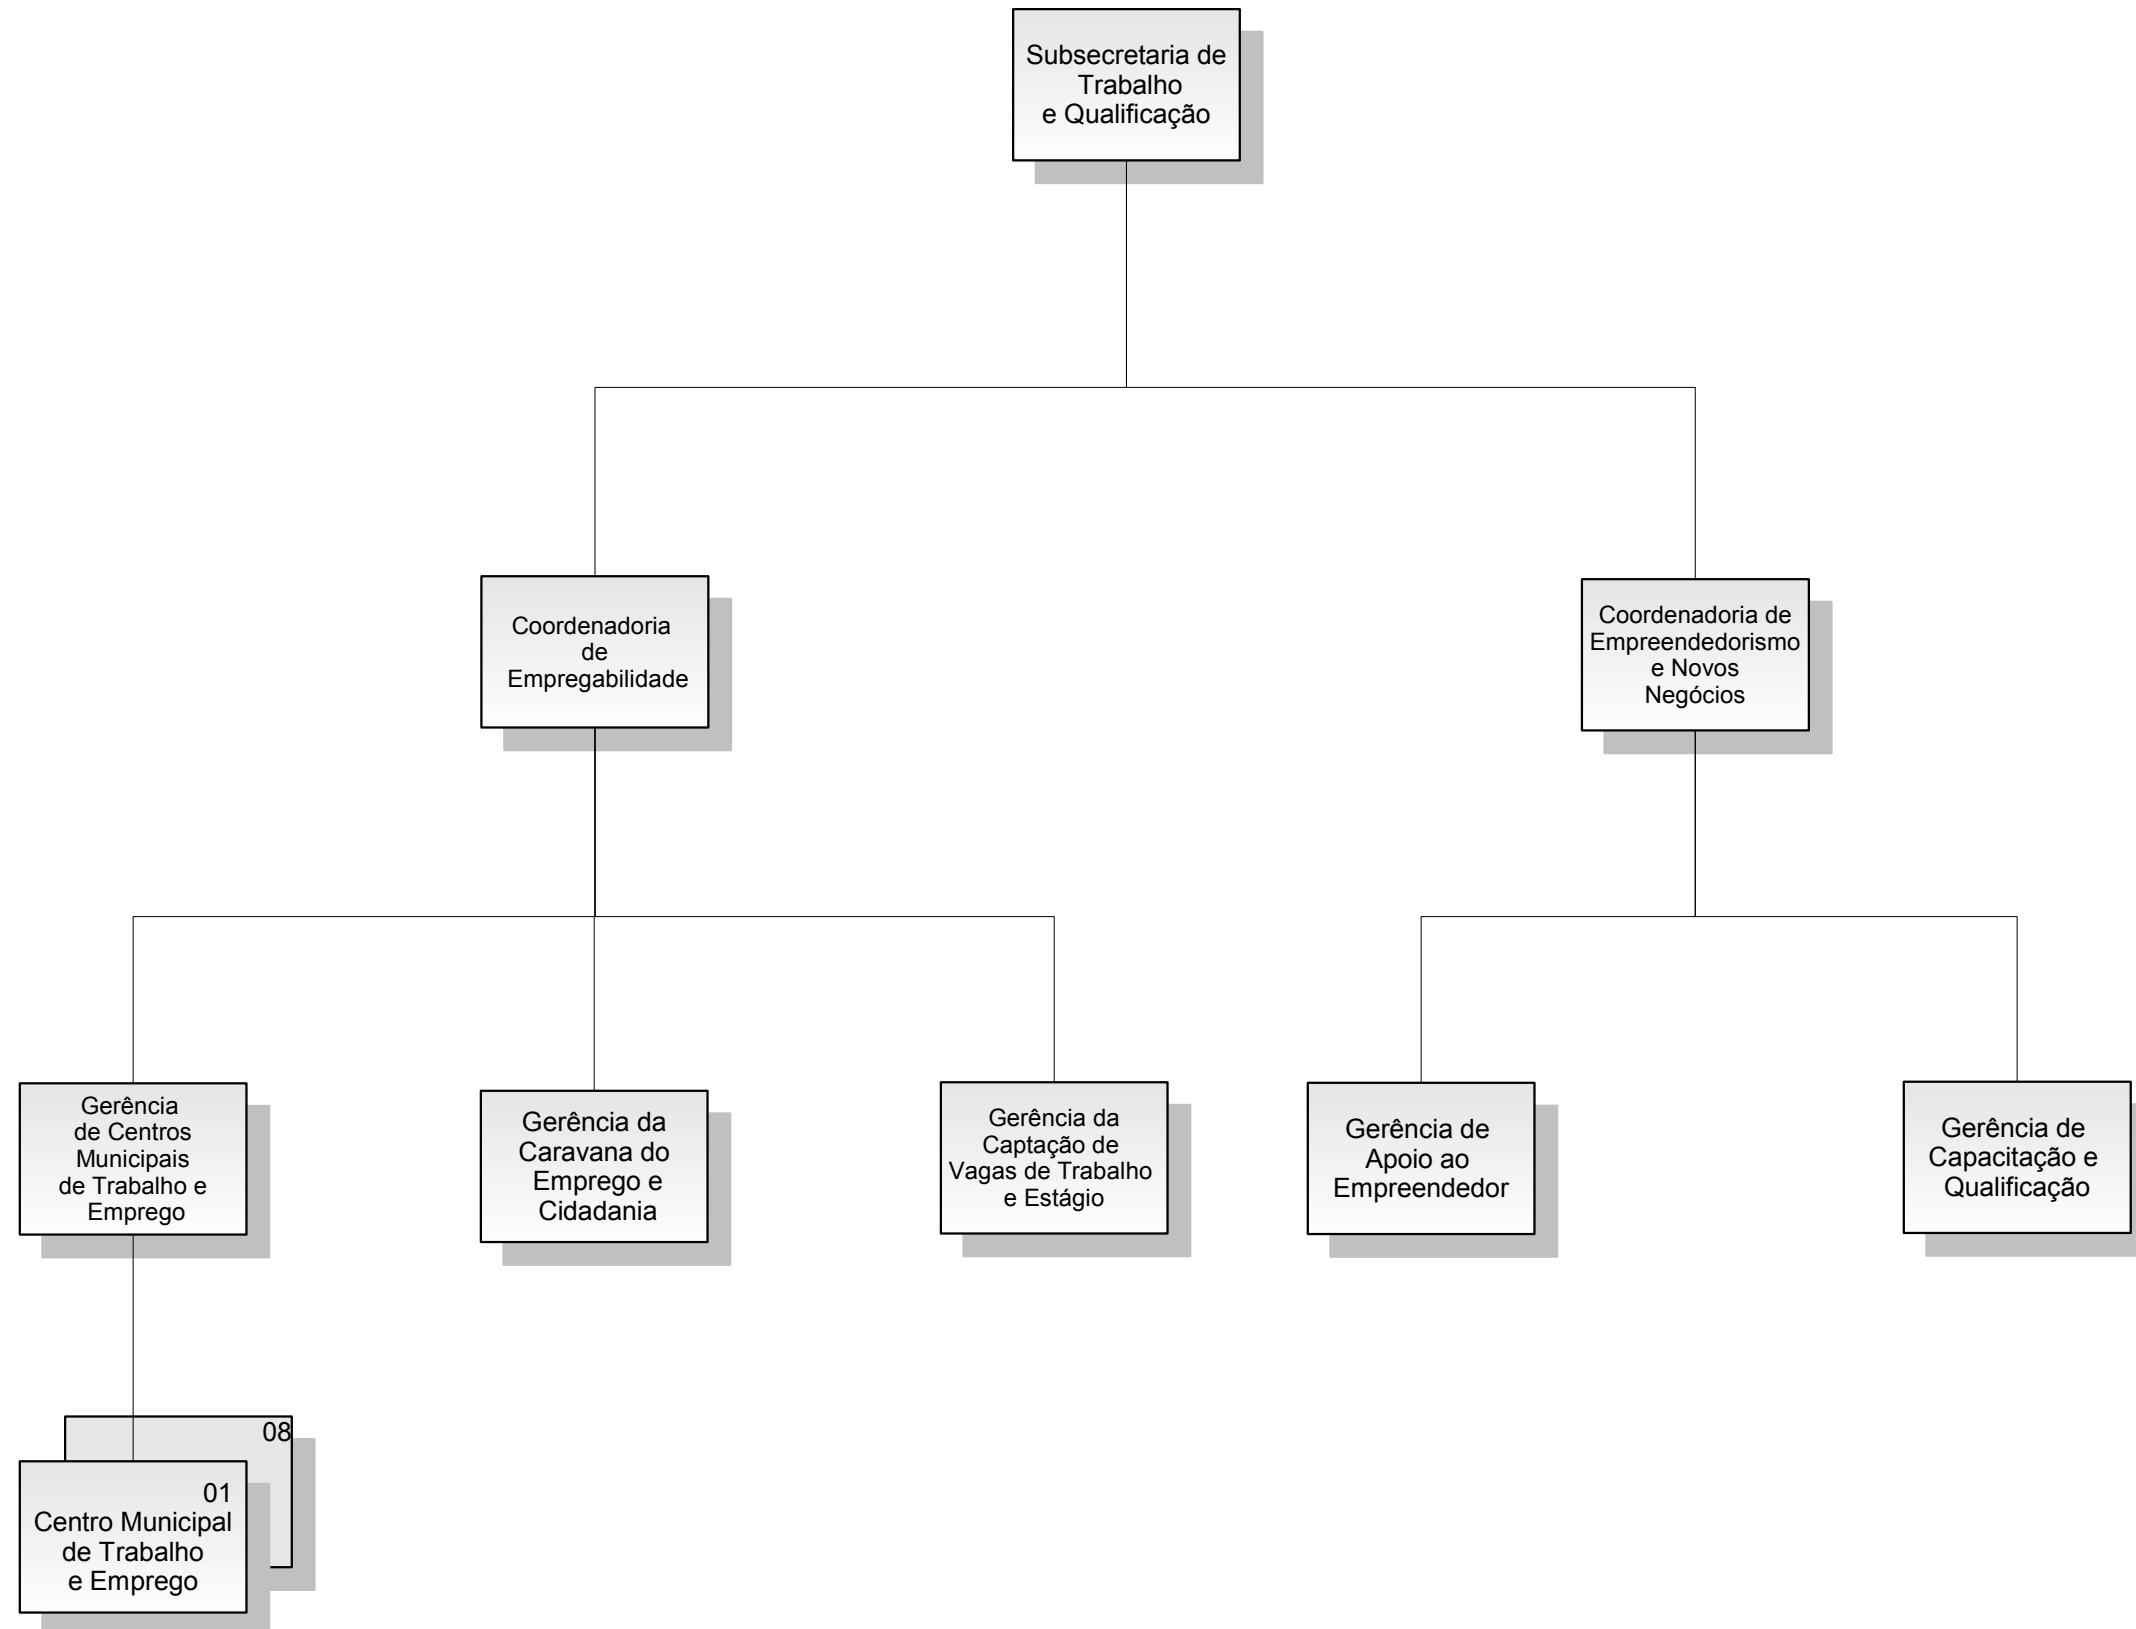 Subsecretaria de
Trabalho
e Qualificação
Coordenadoria
de
Empregabilidade
Coordenadoria de
Empreendedorismo
e Novos
Negócios
Gerência
de Centros
Municipais
de Trabalho e
Emprego
Gerência da
Caravana do
Emprego e
Cidadania
Gerência da
Captação de
Vagas de Trabalho
e Estágio
Gerência de
Apoio ao
Empreendedor
Gerência de
Capacitação e
Qualificação
08
01
Centro Municipal
de Trabalho
e Emprego